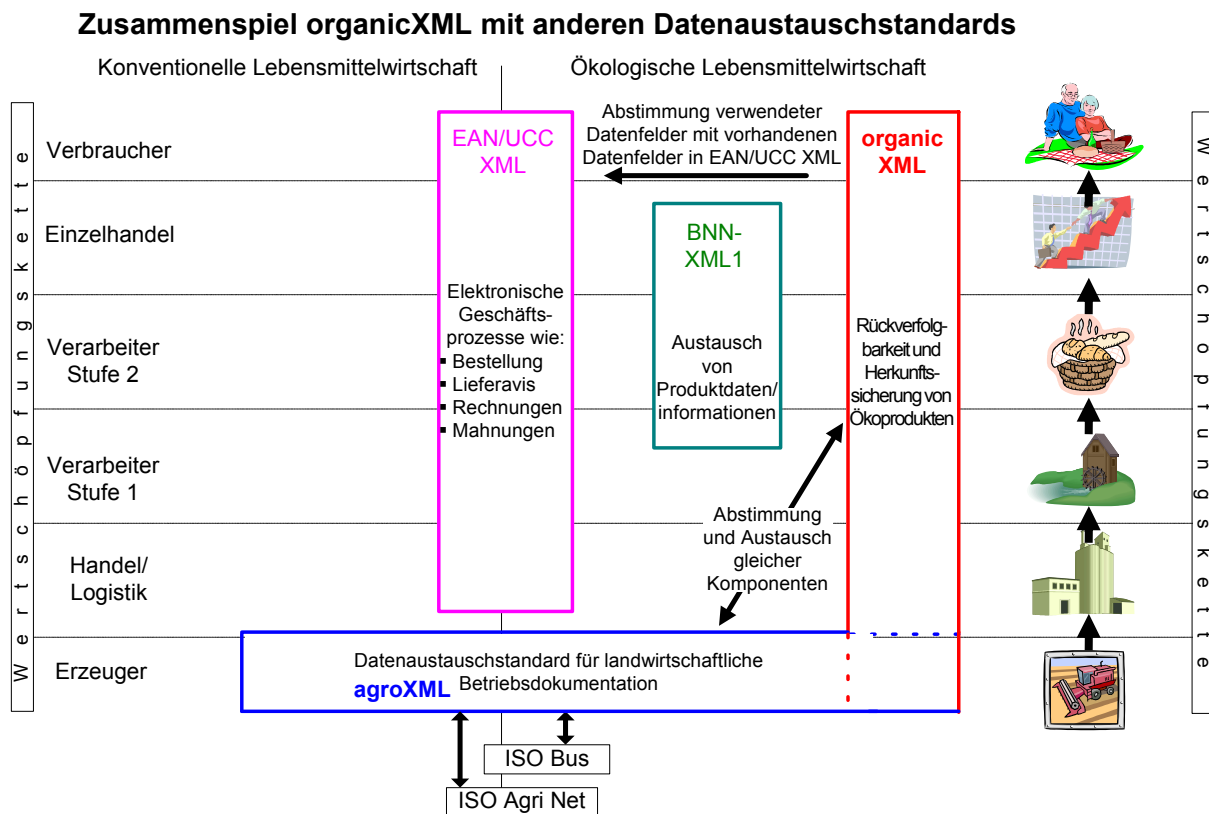 Zusammenspiel organicXML mit anderen Datenaustauschstandards
Konventionelle Lebensmittelwirtschaft
Ökologische Lebensmittelwirtschaft
Wertschöpfungskette
Verbraucher
Einzelhandel
Verarbeiter
Stufe 2
Verarbeiter
Stufe 1
Handel/
Logistik
Erzeuger
EAN/UCC
XML
Elektronische
Geschäfts-
prozesse wie:
▪ Bestellung
▪ Lieferavis
▪ Rechnungen
▪ Mahnungen
Abstimmung verwendeter
Datenfelder mit vorhandenen
Datenfelder in EAN/UCC XML
BNN-
XML1
Austausch
von
Produktdaten/
informationen
organic
XML
Rückverfolg-
barkeit und
Herkunfts-
sicherung von
Ökoprodukten
Abstimmung
und Austausch
gleicher
Komponenten
Datenaustauschstandard für landwirtschaftliche
agroXML Betriebsdokumentation
ISO Bus
ISO Agri Net
Wertschöpfungskette